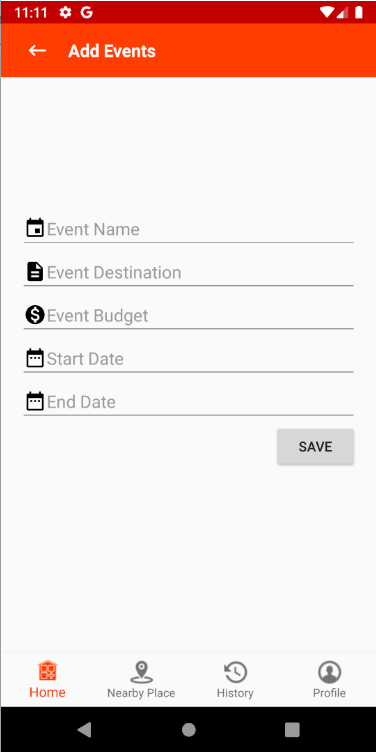 11:11 G
Add Events
Event Name
Event Destination
Event Budget
Start Date
End Date
SAVE
Home Nearby Place History Profile